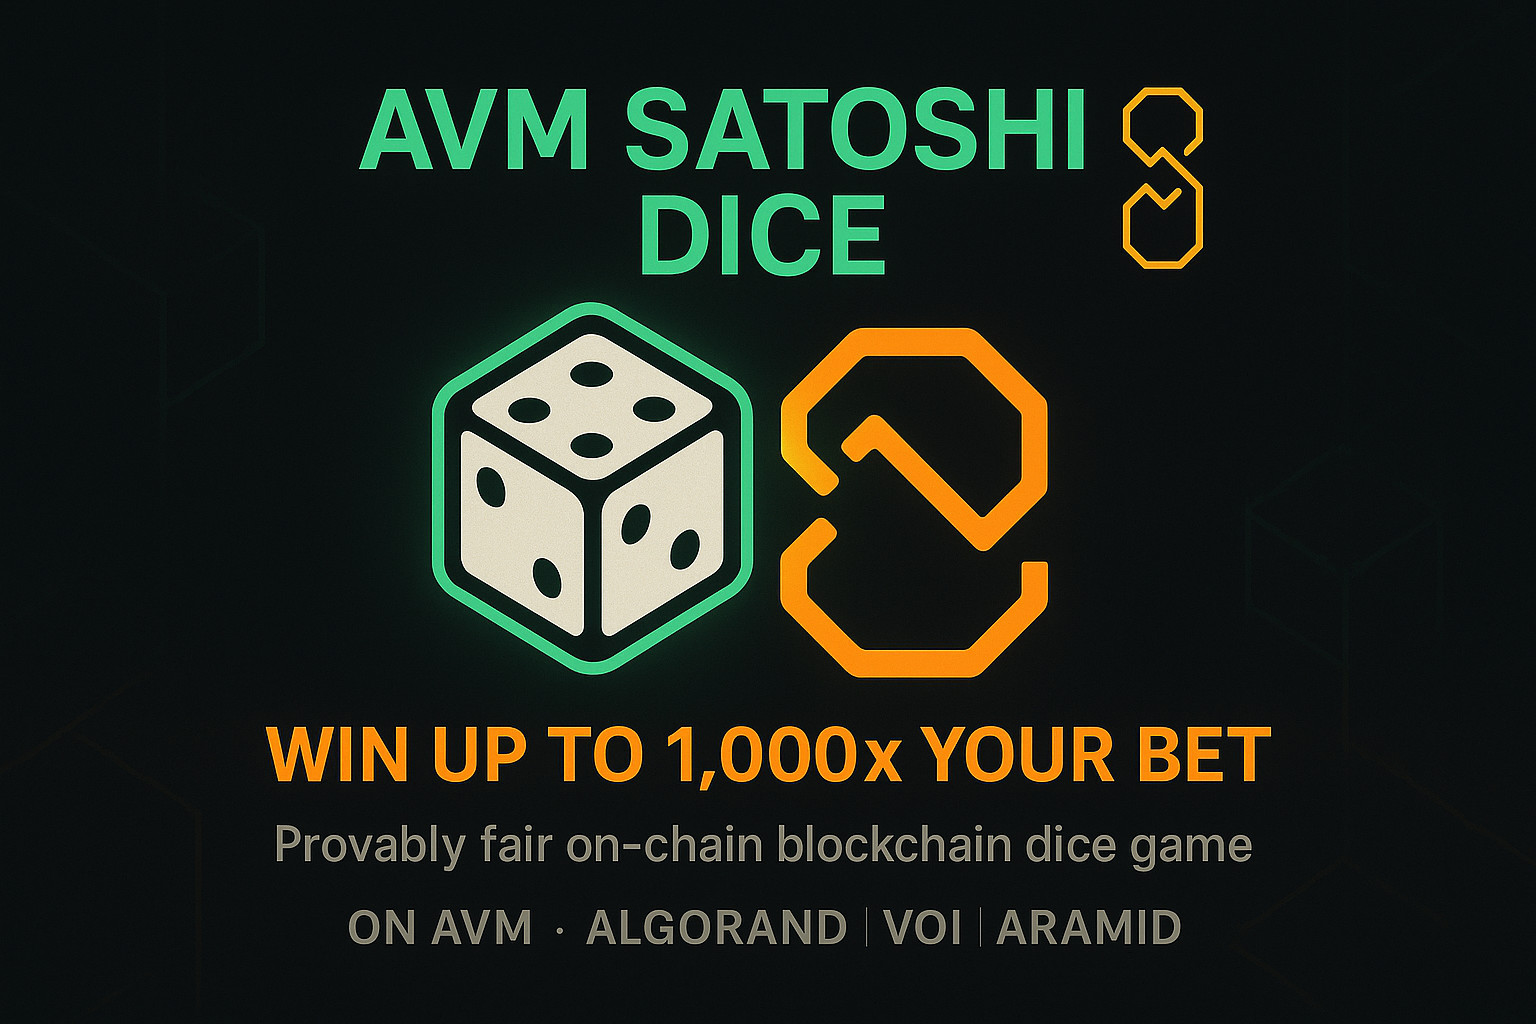 AVM SATOSHI
DICE
WIN UP TO 1,000x YOUR BET
Provably fair on-chain blockchain dice game
ON AVM · ALGORAND | VOI | ARAMID